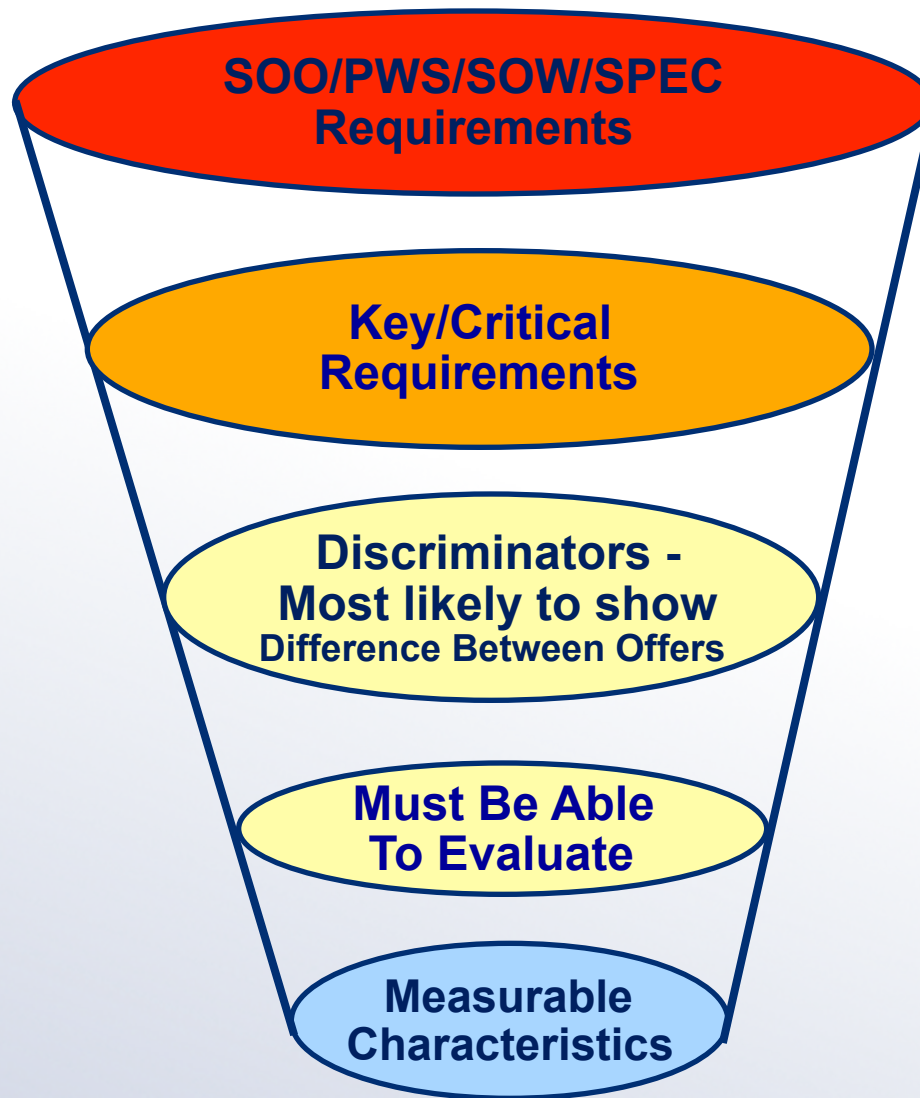 SOO/PWS/SOW/SPEC
Requirements
Key/Critical
Requirements
Discriminators -
Most likely to show
Difference Between Offers
Must Be Able
To Evaluate
Measurable
Characteristics